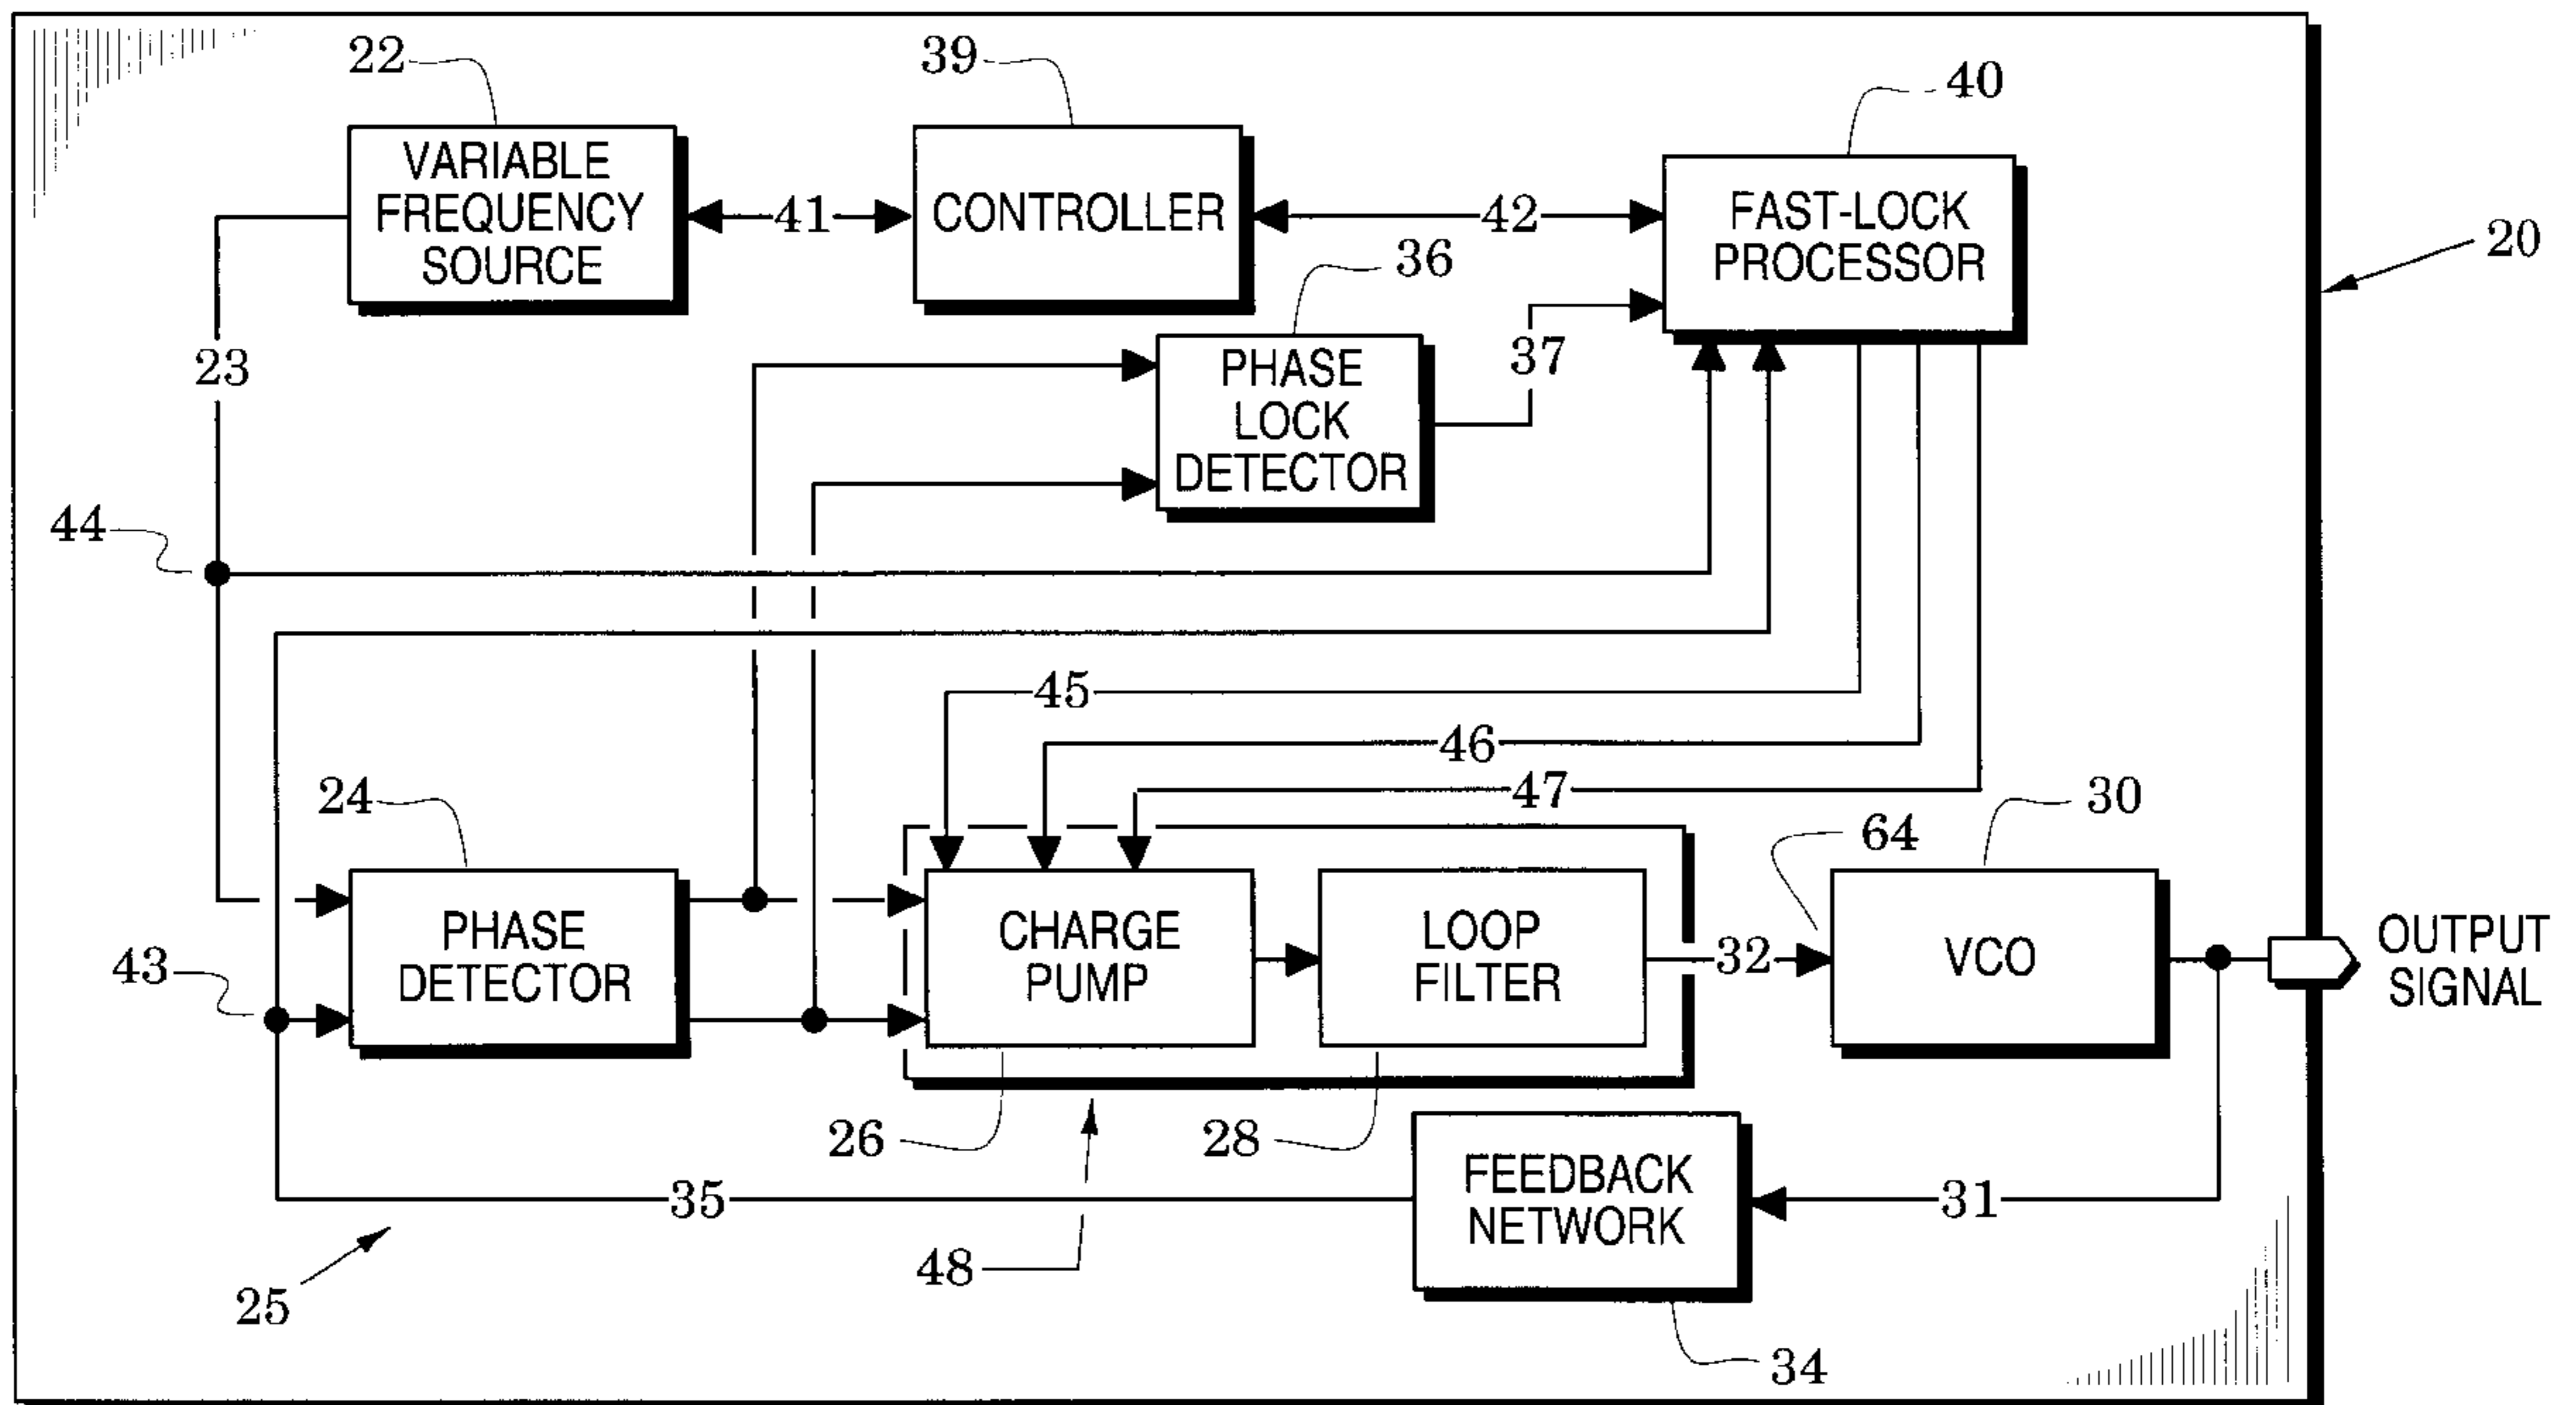 22
39
40
VARIABLE
FREQUENCY
SOURCE
41
CONTROLLER
42
FAST-LOCK
PROCESSOR
20
36
23
PHASE
LOCK
DETECTOR
37
44
45
46
47
24
30
64
43
PHASE
DETECTOR
CHARGE
PUMP
LOOP
FILTER
32
VCO
OUTPUT
SIGNAL
26
28
35
FEEDBACK
NETWORK
31
25
48
34